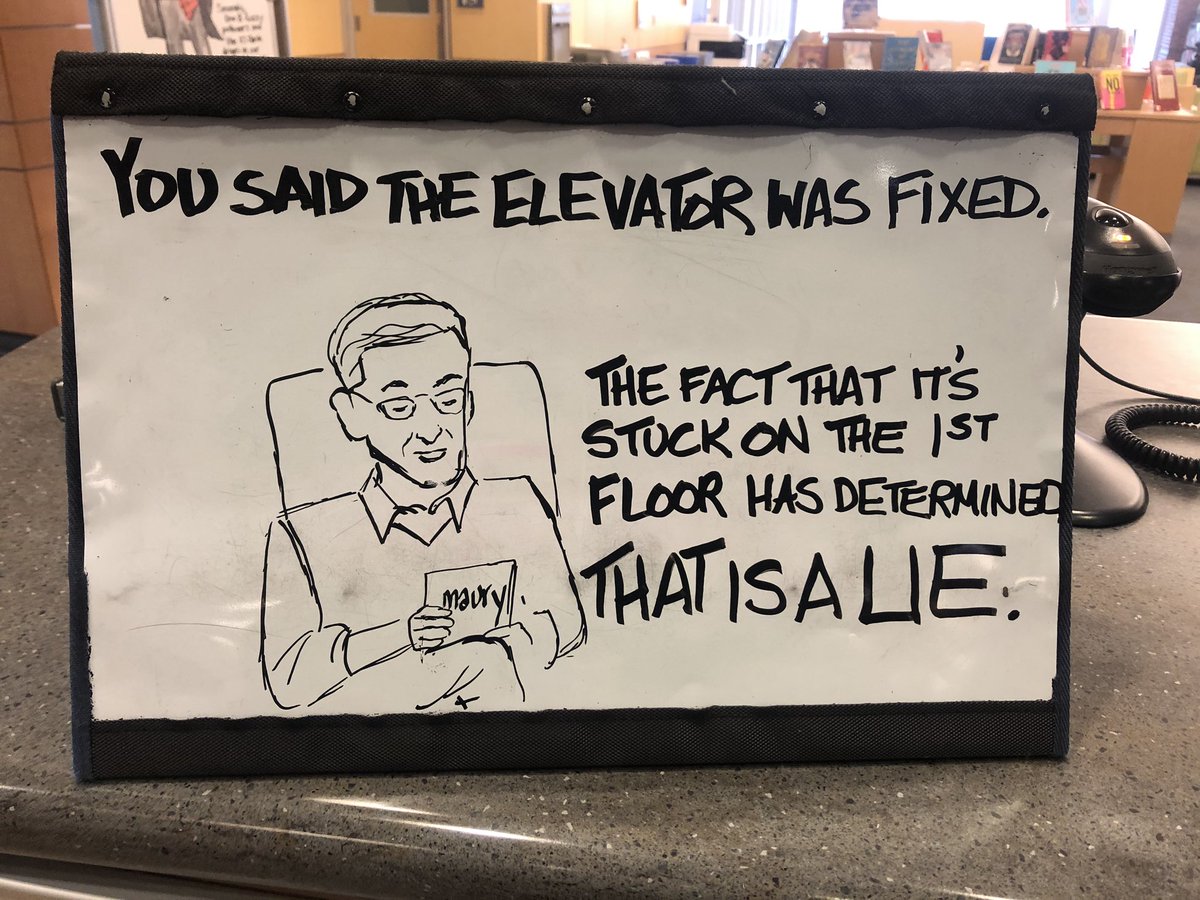 YOU SAID THE ELEVATOR WAS FIXED.
THE FACT THAT IT'S
STUCK ON THE 1ST
FLOOR HAS DETERMINED
THAT IS A LIE.
maury
NO